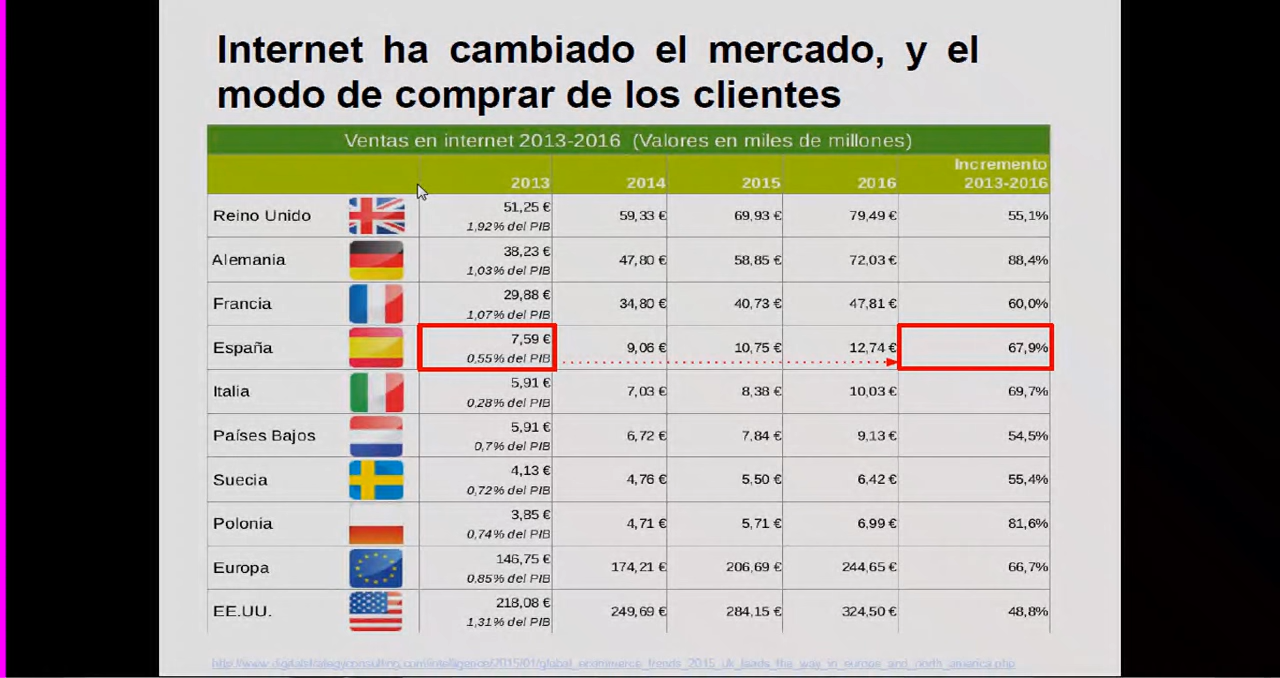 Internet ha cambiado el mercado, y el
modo de comprar de los clientes
Ventas en internet 2013-2016 (Valores en miles de millones)
2013 2014 2015 2016 Incremento 2013-2016
Reino Unido 51,25 € 1,92% del PIB 59,33 € 69,93 € 79,49 € 55,1%
Alemania 38,23 € 1,03% del PIB 47,80 € 58,85 € 72,03 € 88,4%
Francia 29,88 € 1,07% del PIB 34,80 € 40,73 € 47,81 € 60,0%
España 7,59 € 0,55% del PIB 9,06 € 10,75 € 12,74 € 67,9%
Italia 5,91 € 0,28% del PIB 7,03 € 8,38 € 10,03 € 69,7%
Países Bajos 5,91 € 0,7% del PIB 6,72 € 7,84 € 9,13 € 54,5%
Suecia 4,13 € 0,72% del PIB 4,76 € 5,50 € 6,42 € 55,4%
Polonia 3,85 € 0,74% del PIB 4,71 € 5,71 € 6,99 € 81,6%
Europa 146,75 € 0,85% del PIB 174,21 € 206,69 € 244,65 € 66,7%
EE.UU. 218,08 € 1,31% del PIB 249,69 € 284,15 € 324,50 € 48,8%
http://www.digitalstrategyconsulting.com/intelligence/2015/01/global_ecommerce_trends_2015_uk_leads_the_way_in_europe_and_north_america.php